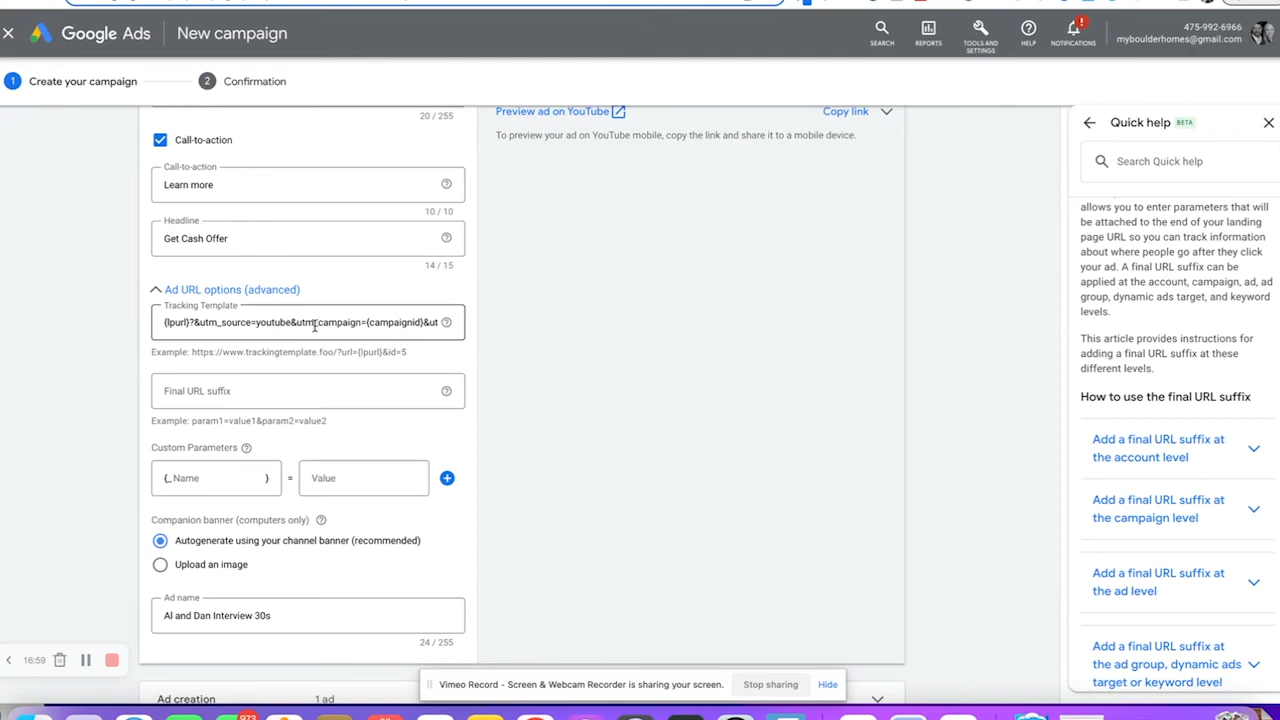 Google Ads
New campaign
SEARCH
REPORTS
TOOLS AND SETTINGS
HELP
NOTIFICATIONS
475-992-6966
myboulderhomes@gmail.com
1 Create your campaign
2 Confirmation
20 / 255
Call-to-action
Call-to-action
Learn more
10 / 10
Headline
Get Cash Offer
14 / 15
Ad URL options (advanced)
Tracking Template
{lpurl}?&utm_source=youtube&utm_campaign={campaignid}&ut
Example: https://www.trackingtemplate.foo/?url={lpurl}&id=5
Final URL suffix
Example: param1=value1&param2=value2
Custom Parameters
{_ Name } = Value
Companion banner (computers only)
Autogenerate using your channel banner (recommended)
Upload an image
Ad name
Al and Dan Interview 30s
24 / 255
Ad creation 1 ad
Preview ad on YouTube
Copy link
To preview your ad on YouTube mobile, copy the link and share it to a mobile device.
Quick help BETA
Search Quick help
allows you to enter parameters that will
be attached to the end of your landing
page URL so you can track information
about where people go after they click
your ad. A final URL suffix can be
applied at the account, campaign, ad, ad
group, dynamic ads target, and keyword
levels.
This article provides instructions for
adding a final URL suffix at these
different levels.
How to use the final URL suffix
Add a final URL suffix at
the account level
Add a final URL suffix at
the campaign level
Add a final URL suffix at
the ad level
Add a final URL suffix at
the ad group, dynamic ads
target or keyword level
16:59
Vimeo Record - Screen & Webcam Recorder is sharing your screen.
Stop sharing
Hide
973